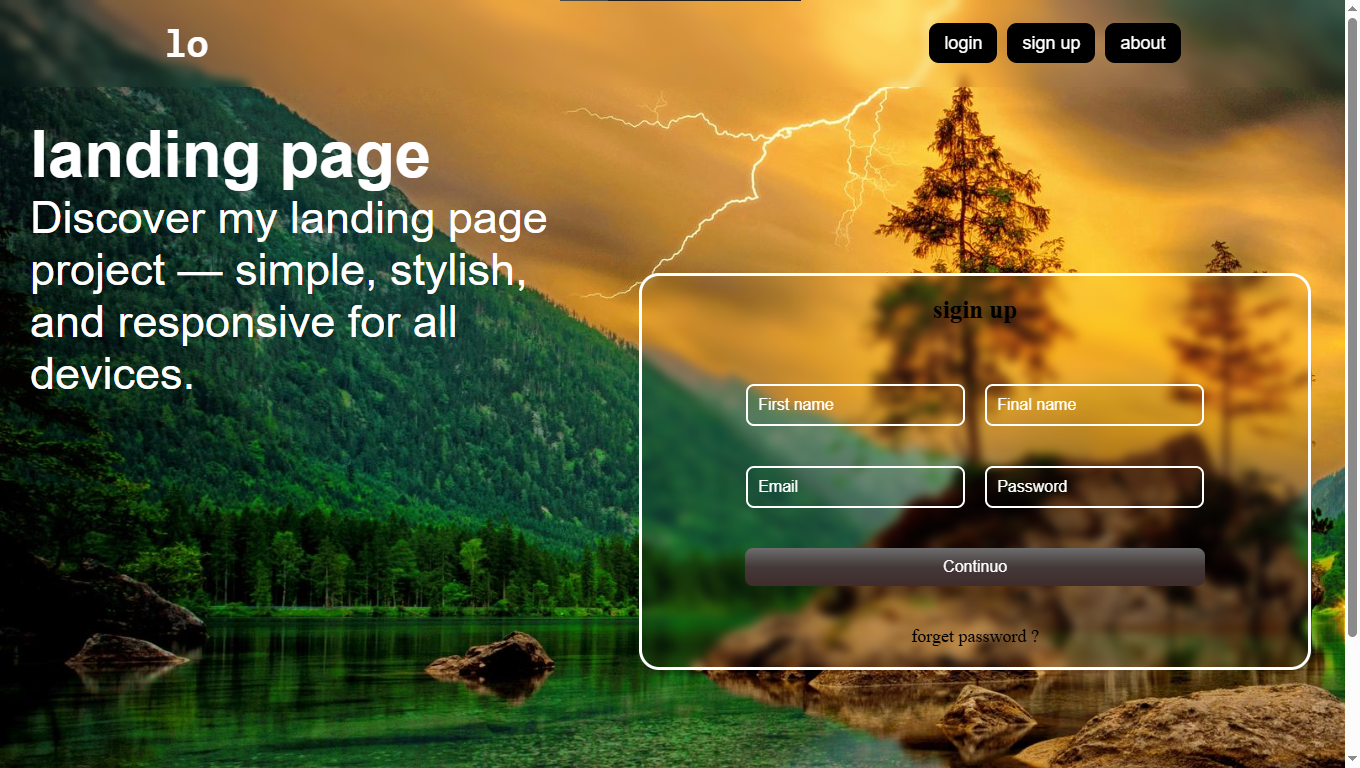 lo
login sign up about
landing page
Discover my landing page
project — simple, stylish,
and responsive for all
devices.
sigin up
First name Final name
Email Password
Continuo
forget password ?